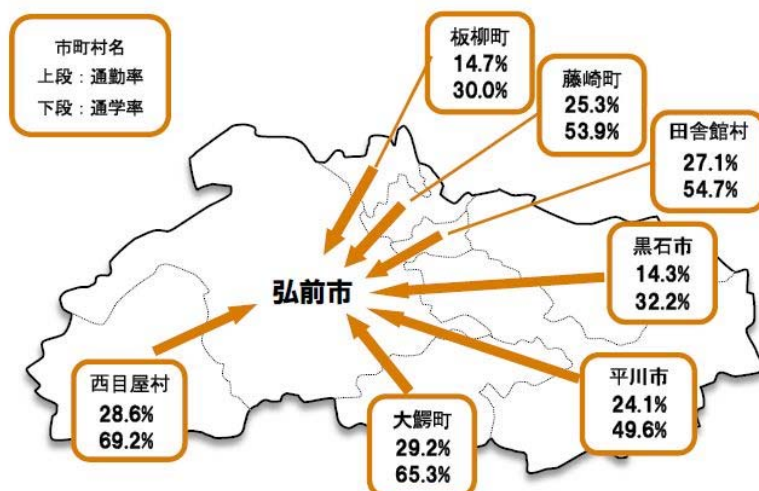 市町村名
上段：通勤率
下段：通学率
板柳町
14.7%
30.0%
藤崎町
25.3%
53.9%
田舎館村
27.1%
54.7%
黒石市
14.3%
32.2%
弘前市
西目屋村
28.6%
69.2%
大鰐町
29.2%
65.3%
平川市
24.1%
49.6%